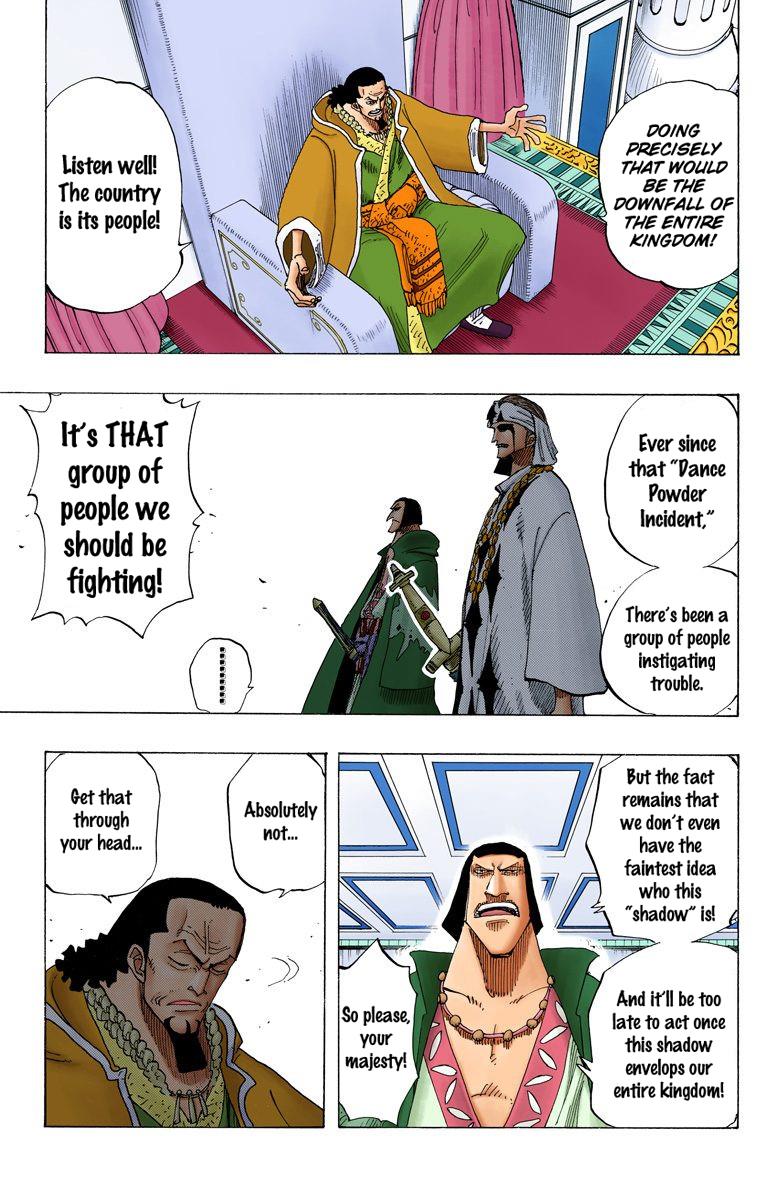 DOING
PRECISELY
THAT WOULD
BE THE
DOWNFALL OF
THE ENTIRE
KINGDOM!
Listen well!
The country
is its people!
Ever since
that "Dance
Powder
Incident,"
There's been a
group of people
instigating
trouble.
It's THAT
group of
people we
should be
fighting!
But the fact
remains that
we don't even
have the
faintest idea
who this
"shadow" is!
And it'll be too
late to act once
this shadow
envelops our
entire kingdom!
So please,
your
majesty!
Absolutely
not...
Get that
through
your head...